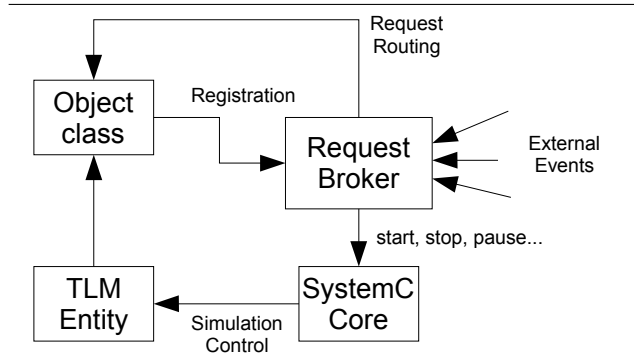 Request
Routing
Object
class
Registration
Request
Broker
External
Events
start, stop, pause...
TLM
Entity
SystemC
Core
Simulation
Control